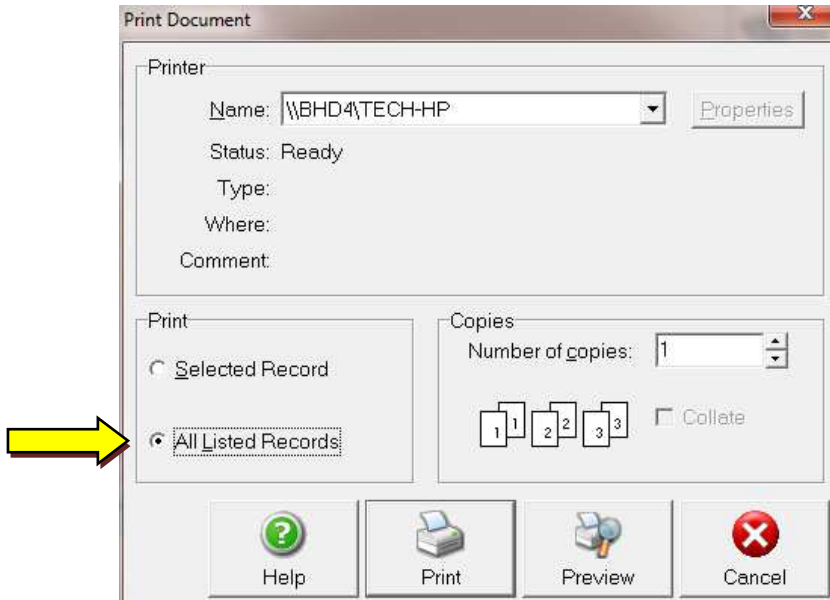 Print Document
Printer
Name: \\BHD4\TECH-HP
Properties
Status: Ready
Type:
Where:
Comment:
Print
Selected Record
All Listed Records
Copies
Number of copies: 1
1 1 2 2 3 3
Collate
Help
Print
Preview
Cancel